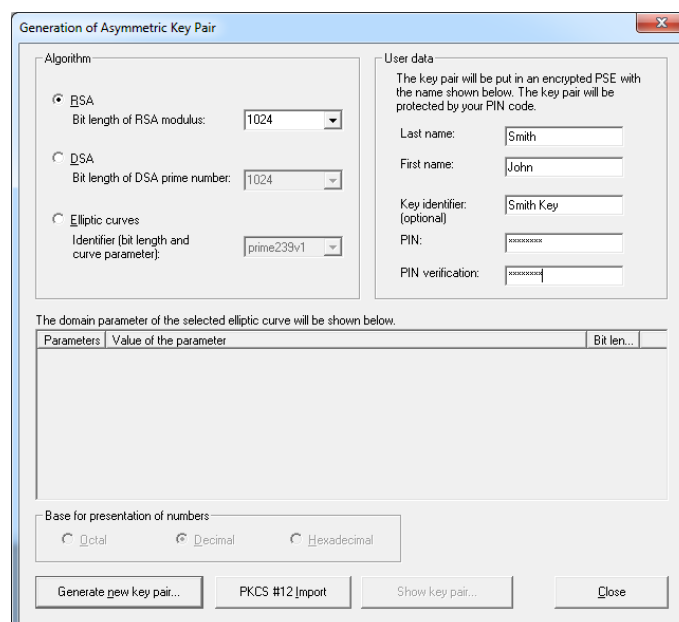 Generation of Asymmetric Key Pair
x
Algorithm
RSA
Bit length of RSA modulus: 1024
DSA
Bit length of DSA prime number: 1024
Elliptic curves
Identifier (bit length and
curve parameter): prime239v1
User data
The key pair will be put in an encrypted PSE with
the name shown below. The key pair will be
protected by your PIN code.
Last name: Smith
First name: John
Key identifier: Smith Key
(optional)
PIN: ********
PIN verification: ********
The domain parameter of the selected elliptic curve will be shown below.
Parameters Value of the parameter Bit len...
Base for presentation of numbers
Octal Decimal Hexadecimal
Generate new key pair... PKCS #12 Import Show key pair... Close